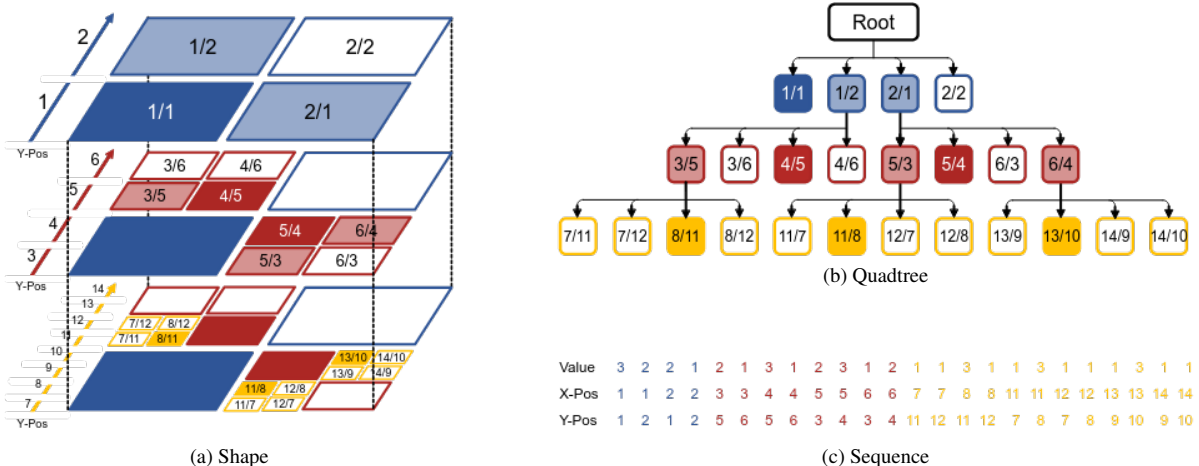 2
1/2 2/2
1
1/1 2/1
Y-Pos
6
3/6 4/6
5
3/5 4/5
4
5/4 6/4
3
5/3 6/3
Y-Pos
14
13
12
7/12 8/12
11
7/11 8/11
10
13/10 14/10
9
13/9 14/9
8
11/8 12/8
7
11/7 12/7
Y-Pos
(a) Shape
Root
1/1 1/2 2/1 2/2
3/5 3/6 4/5 4/6 5/3 5/4 6/3 6/4
7/11 7/12 8/11 8/12 11/7 11/8 12/7 12/8 13/9 13/10 14/9 14/10
(b) Quadtree
Value 3 2 2 1 2 1 3 1 2 3 1 2 1 1 3 1 1 3 1 1 1 3 1 1
X-Pos 1 1 2 2 3 3 4 4 5 5 6 6 7 7 8 8 11 11 12 12 13 13 14 14
Y-Pos 1 2 1 2 5 6 5 6 3 4 3 4 11 12 11 12 7 8 7 8 9 10 9 10
(c) Sequence